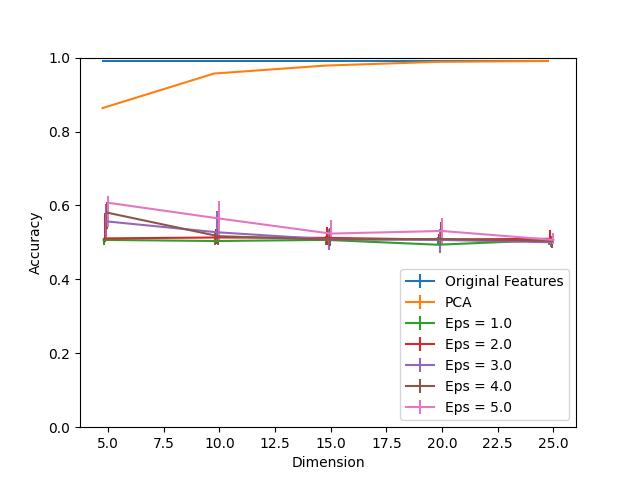 1.0
0.8
0.6
0.4
0.2
0.0
Accuracy
5.0 7.5 10.0 12.5 15.0 17.5 20.0 22.5 25.0
Dimension
Original Features
PCA
Eps = 1.0
Eps = 2.0
Eps = 3.0
Eps = 4.0
Eps = 5.0